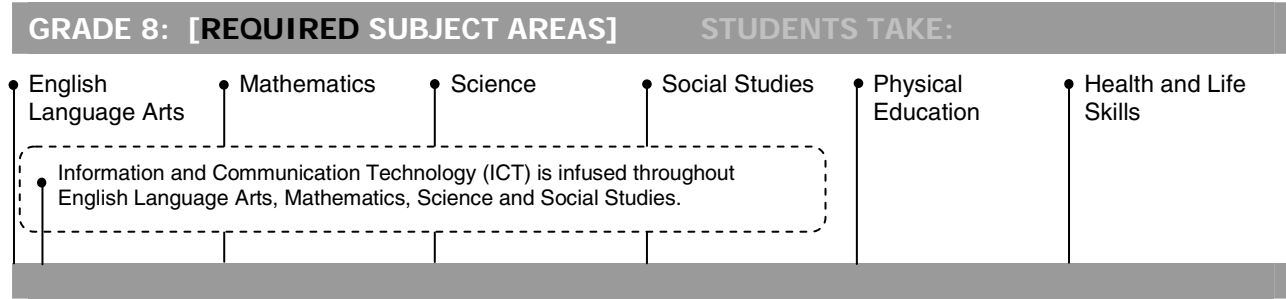 GRADE 8: [REQUIRED SUBJECT AREAS] STUDENTS TAKE:
English
Language Arts
Mathematics
Science
Social Studies
Physical
Education
Health and Life
Skills
Information and Communication Technology (ICT) is infused throughout
English Language Arts, Mathematics, Science and Social Studies.